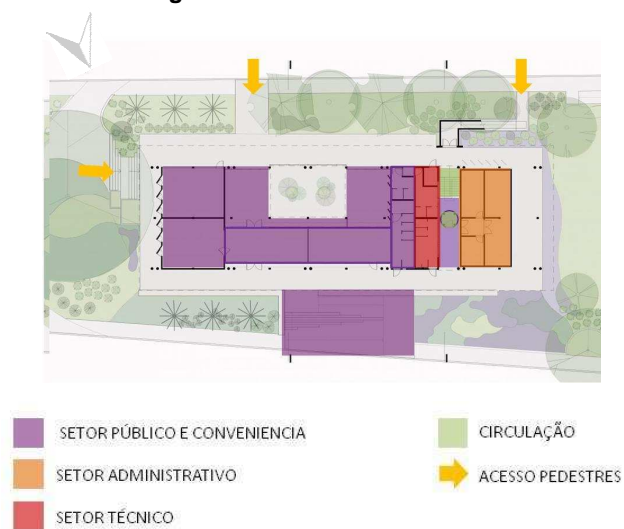 SETOR PÚBLICO E CONVENIENCIA
SETOR ADMINISTRATIVO
SETOR TÉCNICO
CIRCULAÇÃO
ACESSO PEDESTRES